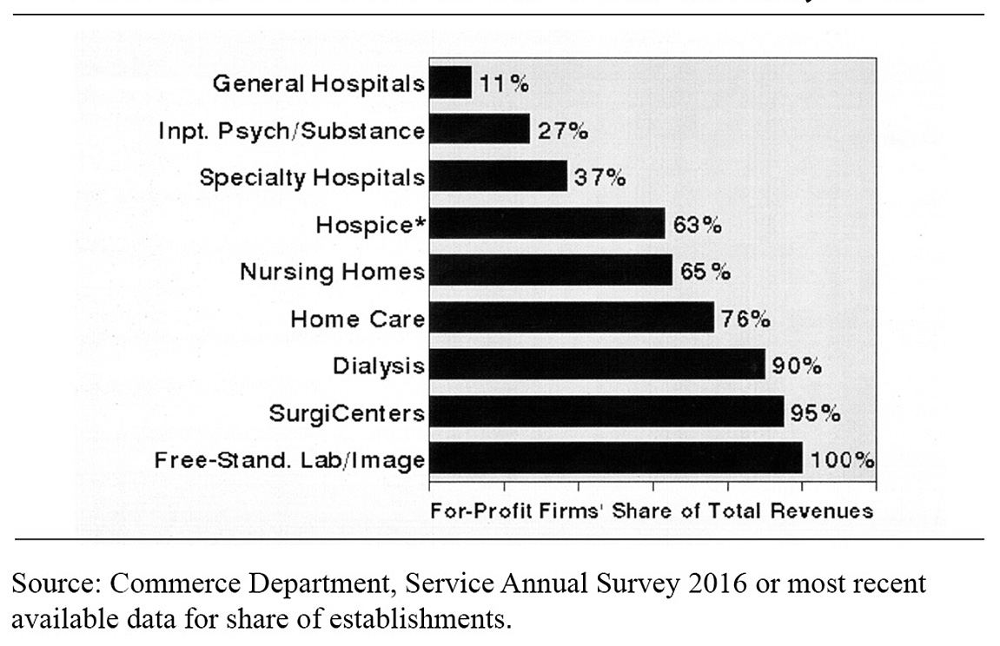 General Hospitals 11%
Inpt. Psych/Substance 27%
Specialty Hospitals 37%
Hospice* 63%
Nursing Homes 65%
Home Care 76%
Dialysis 90%
SurgiCenters 95%
Free-Stand. Lab/Image 100%
For-Profit Firms' Share of Total Revenues
Source: Commerce Department, Service Annual Survey 2016 or most recent
available data for share of establishments.